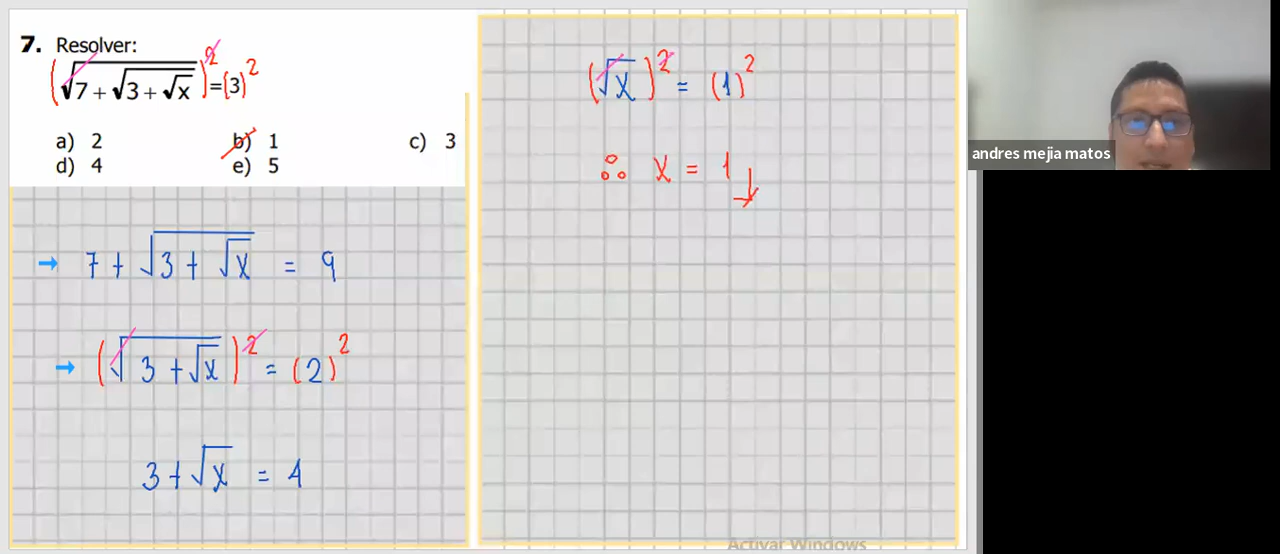 7. Resolver:
(√(7 + √(3 + √x)))² = (3)²
a) 2 b) 1 c) 3
d) 4 e) 5
→ 7 + √(3 + √x) = 9
→ (√(3 + √x))² = (2)²
3 + √x = 4
(√x)² = (1)²
∴ x = 1
andres mejia matos
Activar Windows